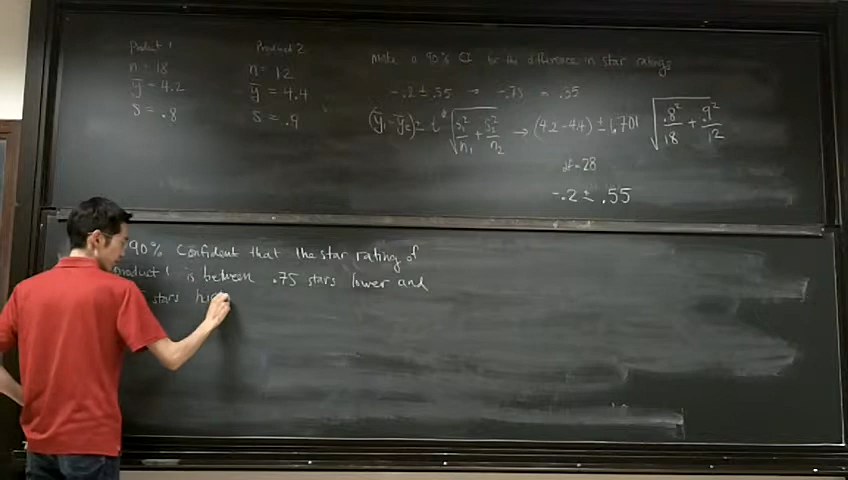 Product 1
n = 18
ȳ = 4.2
s = .8
Product 2
n = 12
ȳ = 4.4
s = .9
make a 90% CI for the difference in star ratings
-.2 ± .55 → -.75 .35
(ȳ₁ - ȳ₂) ± t* √(s₁²/n₁ + s₂²/n₂) → (4.2 - 4.4) ± 1.701 √(.8²/18 + .9²/12)
df = 28
-.2 ± .55
90% Confident that the star rating of
product 1 is between .75 stars lower and
stars